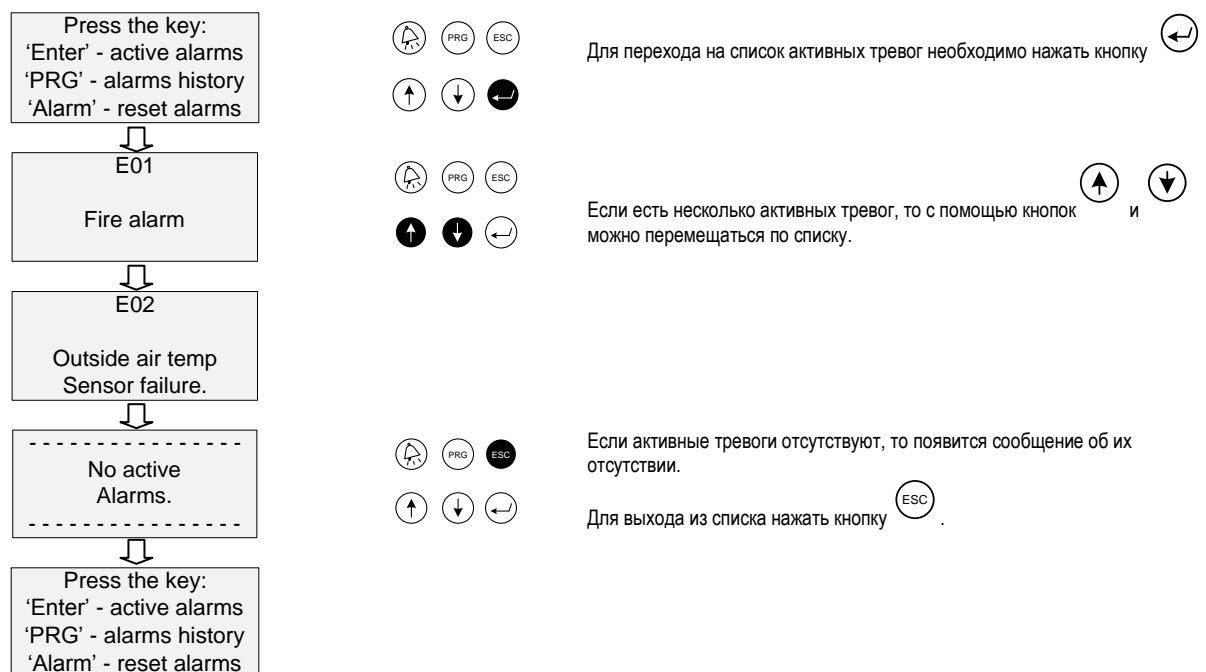 Press the key:
‘Enter’ - active alarms
‘PRG’ - alarms history
‘Alarm’ - reset alarms
PRG ESC
Для перехода на список активных тревог необходимо нажать кнопку
E01
Fire alarm
PRG ESC
Если есть несколько активных тревог, то с помощью кнопок и
можно перемещаться по списку.
E02
Outside air temp
Sensor failure.
- - - - - - - - - - - - - - - -
No active
Alarms.
- - - - - - - - - - - - - - - -
PRG ESC
Если активные тревоги отсутствуют, то появится сообщение об их
отсутствии.
Для выхода из списка нажать кнопку ESC .
Press the key:
‘Enter’ - active alarms
‘PRG’ - alarms history
‘Alarm’ - reset alarms